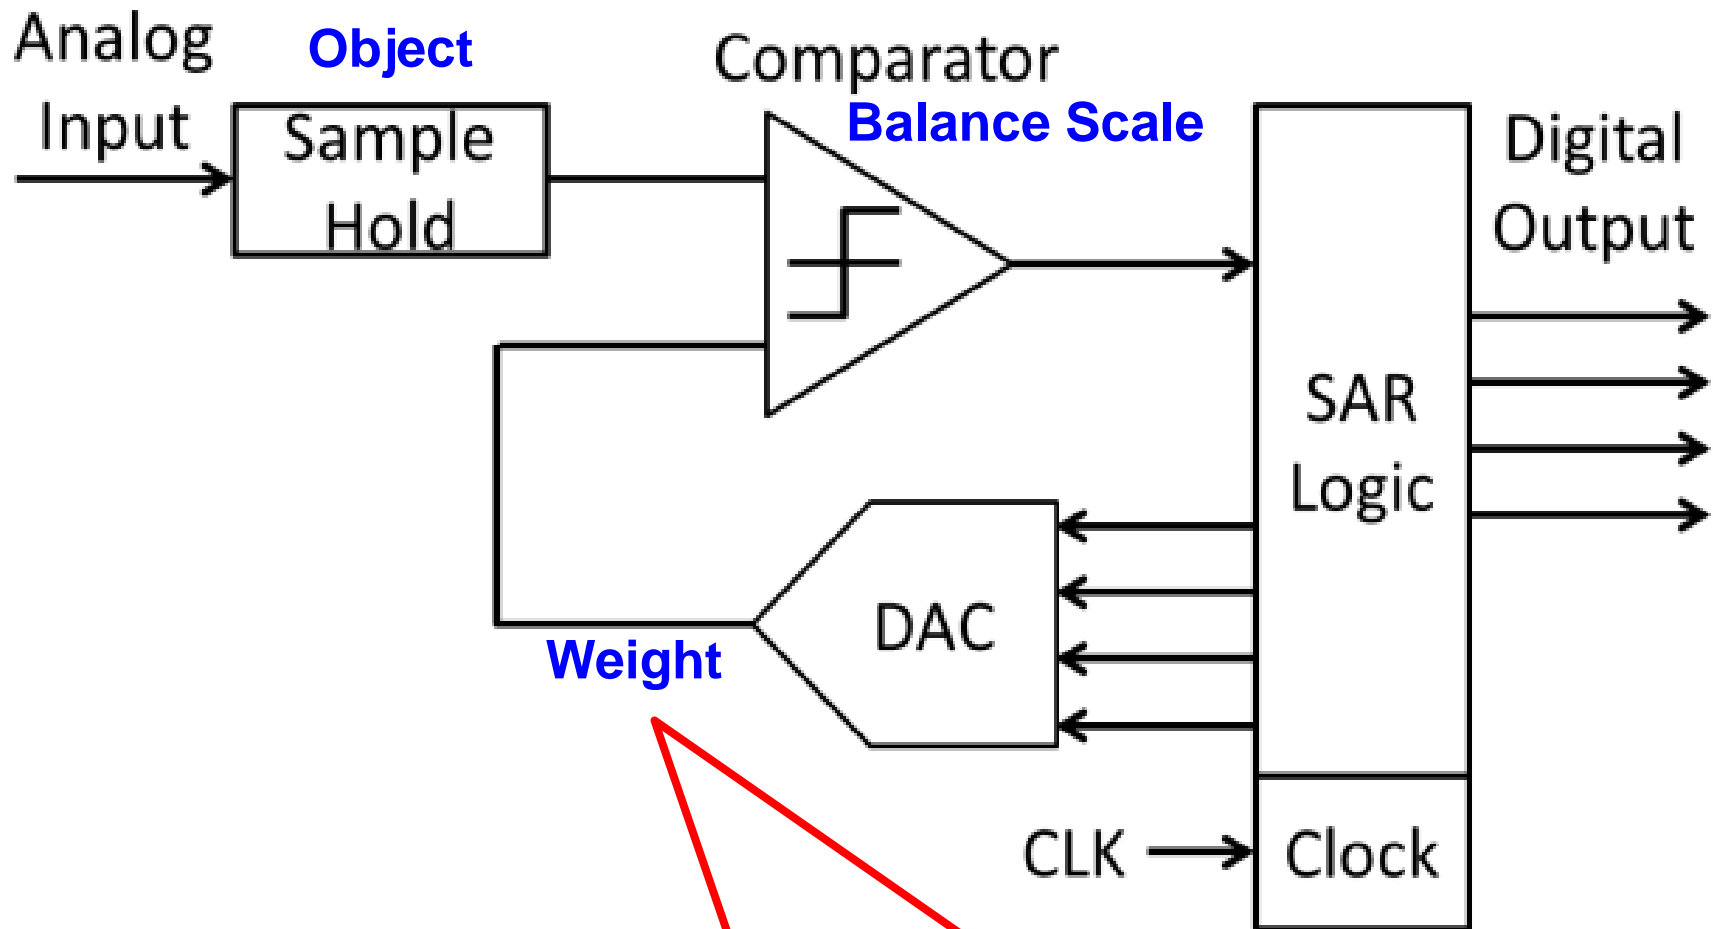 Analog
Input
Object
Sample
Hold
Comparator
Balance Scale
Digital
Output
SAR
Logic
DAC
Weight
CLK
Clock